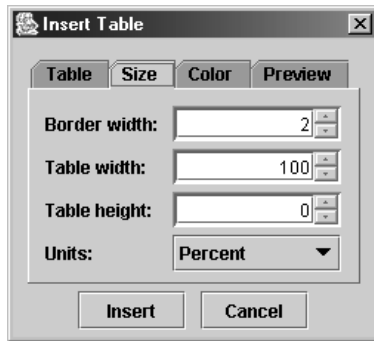 Insert Table
Table Size Color Preview
Border width: 2
Table width: 100
Table height: 0
Units: Percent
Insert Cancel